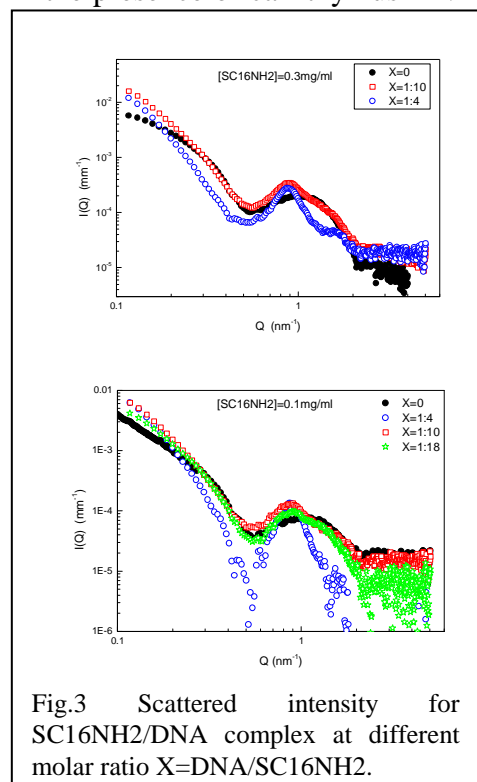 [SC16NH2]=0.3mg/ml
X=0
X=1:10
X=1:4
10^-2
10^-3
10^-4
10^-5
I(Q) (mm^-1)
0.1
1
Q (nm^-1)
[SC16NH2]=0.1mg/ml
X=0
X=1:4
X=1:10
X=1:18
0.01
1E-3
1E-4
1E-5
1E-6
I(Q) (mm^-1)
0.1
1
Q (nm^-1)
Fig.3 Scattered intensity for
SC16NH2/DNA complex at different
molar ratio X=DNA/SC16NH2.